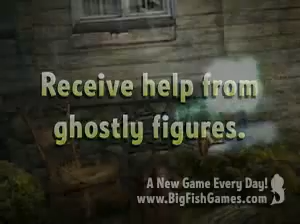 Receive help from
ghostly figures.
A New Game Every Day!
www.BigFishGames.com